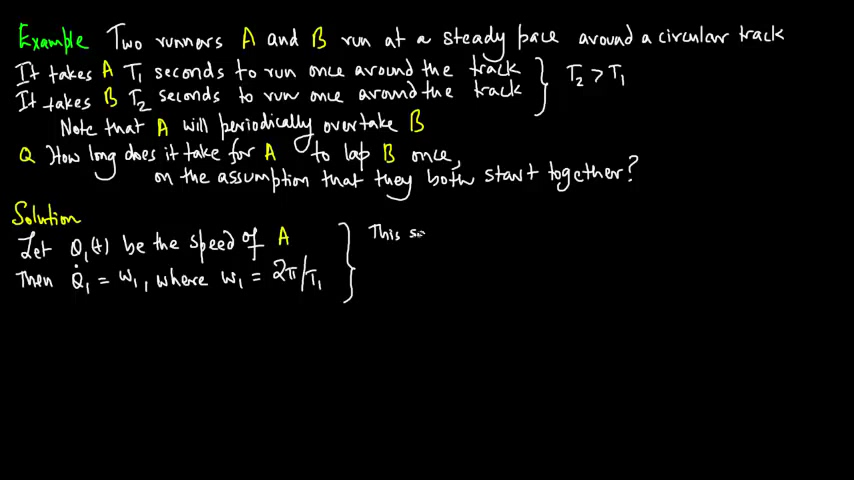 Example Two runners A and B run at a steady pace around a circular track
It takes A T₁ seconds to run once around the track
It takes B T₂ seconds to run once around the track
T₂ > T₁
Note that A will periodically overtake B
Q How long does it take for A to lap B once,
on the assumption that they both start together?
Solution
Let θ₁(t) be the speed of A
Then θ̇₁ = ω₁, where ω₁ = 2π/T₁
This s